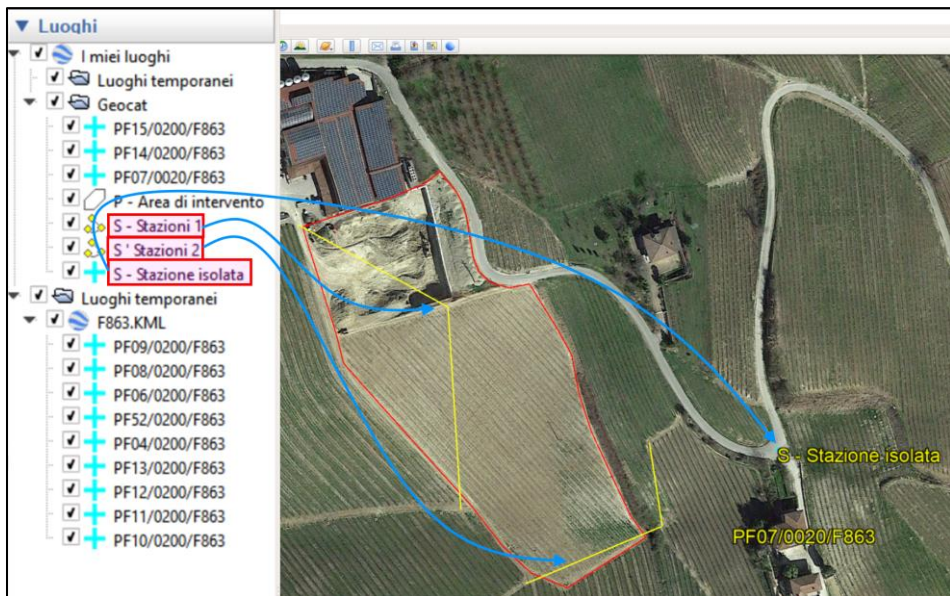 Luoghi
I miei luoghi
Luoghi temporanei
Geocat
PF15/0200/F863
PF14/0200/F863
PF07/0020/F863
P - Area di intervento
S - Stazioni 1
S ' Stazioni 2
S - Stazione isolata
Luoghi temporanei
F863.KML
PF09/0200/F863
PF08/0200/F863
PF06/0200/F863
PF52/0200/F863
PF04/0200/F863
PF13/0200/F863
PF12/0200/F863
PF11/0200/F863
PF10/0200/F863
S - Stazione isolata
PF07/0020/F863